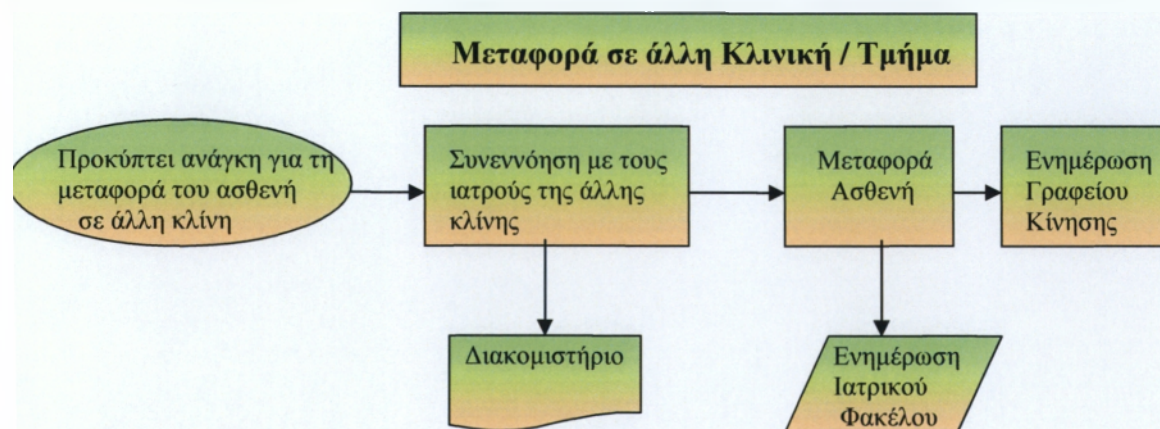 Μεταφορά σε άλλη Κλινική / Τμήμα
Προκύπτει ανάγκη για τη
μεταφορά του ασθενή
σε άλλη κλίνη
Συνεννόηση με τους
ιατρούς της άλλης
κλίνης
Μεταφορά
Ασθενή
Ενημέρωση
Γραφείου
Κίνησης
Διακομιστήριο
Ενημέρωση
Ιατρικού
Φακέλου